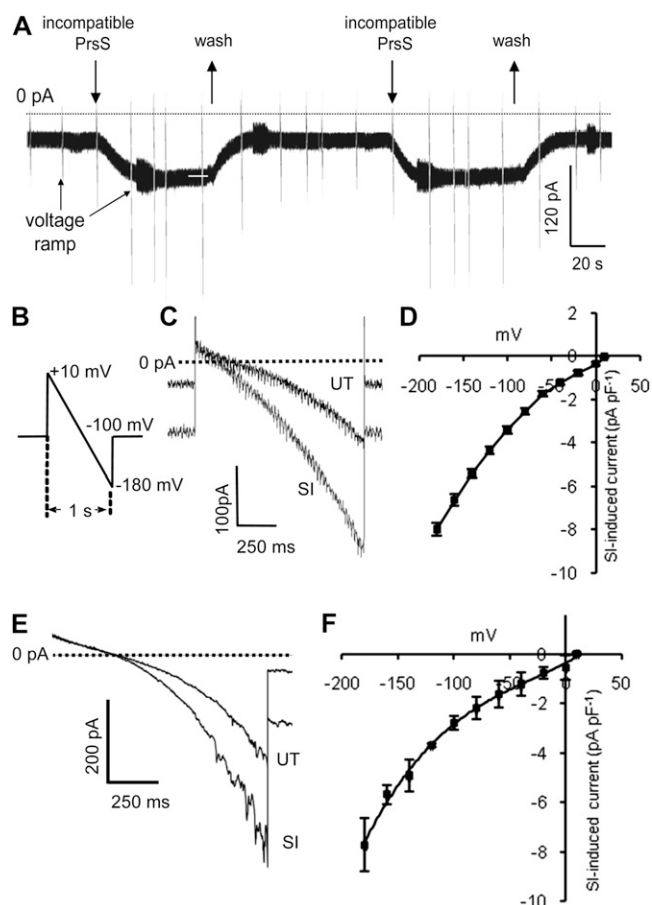 A
incompatible PrsS
wash
incompatible PrsS
wash
0 pA
voltage ramp
120 pA
20 s
B
+10 mV
-100 mV
-180 mV
1 s
C
0 pA
UT
SI
100pA
250 ms
D
mV
2
0
-2
-4
-6
-8
-10
-200 -150 -100 -50 0 50
SI-induced current (pA pF⁻¹)
E
0 pA
UT
SI
200 pA
250 ms
F
mV
0
-2
-4
-6
-8
-10
-200 -150 -100 -50 0 50
SI-induced current (pA pF⁻¹)